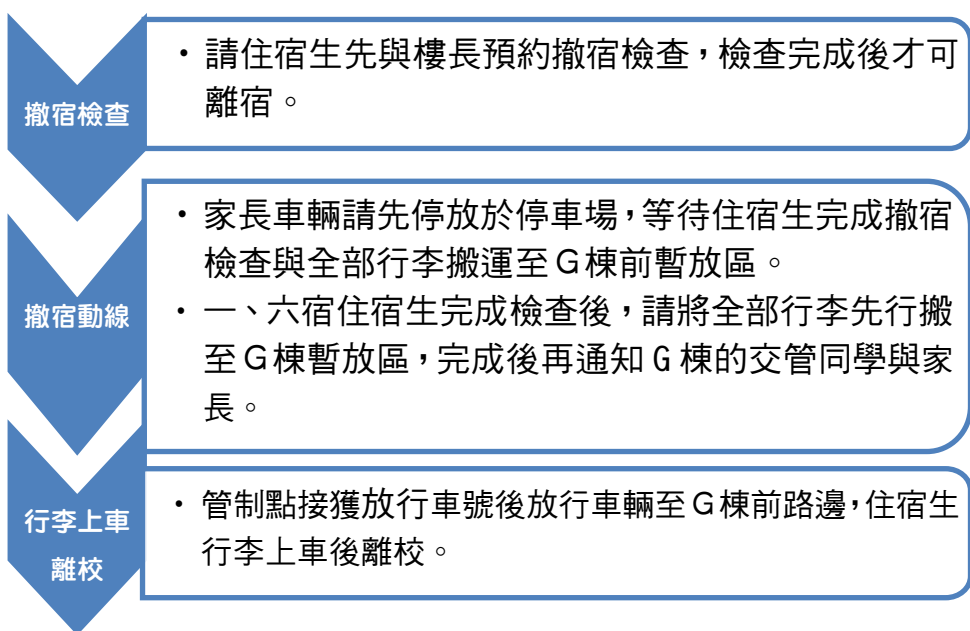 撤宿檢查
・請住宿生先與樓長預約撤宿檢查，檢查完成後才可
離宿。
撤宿動線
・家長車輛請先停放於停車場，等待住宿生完成撤宿
檢查與全部行李搬運至Ｇ棟前暫放區。
・一、六宿住宿生完成檢查後，請將全部行李先行搬
至Ｇ棟暫放區，完成後再通知 G 棟的交管同學與家
長。
行李上車
離校
・管制點接獲放行車號後放行車輛至Ｇ棟前路邊，住宿生
行李上車後離校。